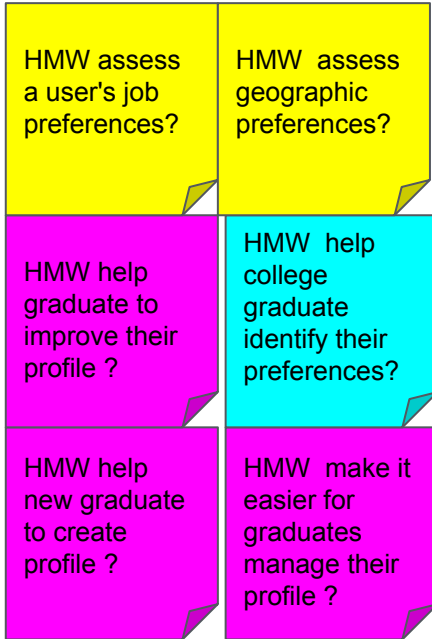 HMW assess
a user's job
preferences?
HMW  assess
geographic
preferences?
HMW help
graduate to
improve their
profile ?
HMW  help
college
graduate
identify their
preferences?
HMW help
new graduate
to create
profile ?
HMW  make it
easier for
graduates
manage their
profile ?